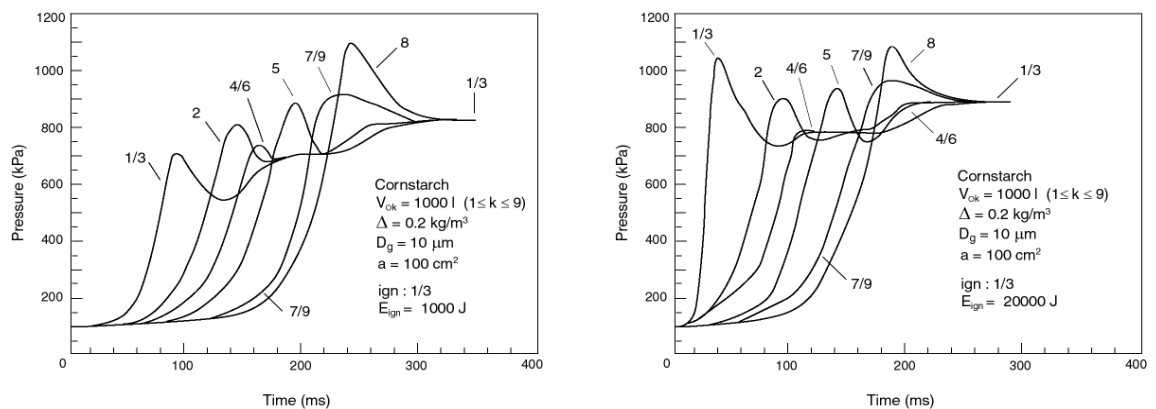 1200
1000
800
600
400
200
0
100
200
300
400
Pressure (kPa)
Time (ms)
1/3
2
4/6
5
7/9
8
1/3
7/9
Cornstarch
V₀ₖ = 1000 l (1≤ k ≤ 9)
Δ = 0.2 kg/m³
D_g = 10 μm
a = 100 cm²
ign : 1/3
E_ign = 1000 J
1200
1000
800
600
400
200
0
100
200
300
400
Pressure (kPa)
Time (ms)
1/3
2
4/6
5
7/9
8
1/3
4/6
7/9
Cornstarch
V₀ₖ = 1000 l (1≤ k ≤ 9)
Δ = 0.2 kg/m³
D_g = 10 μm
a = 100 cm²
ign : 1/3
E_ign = 20000 J